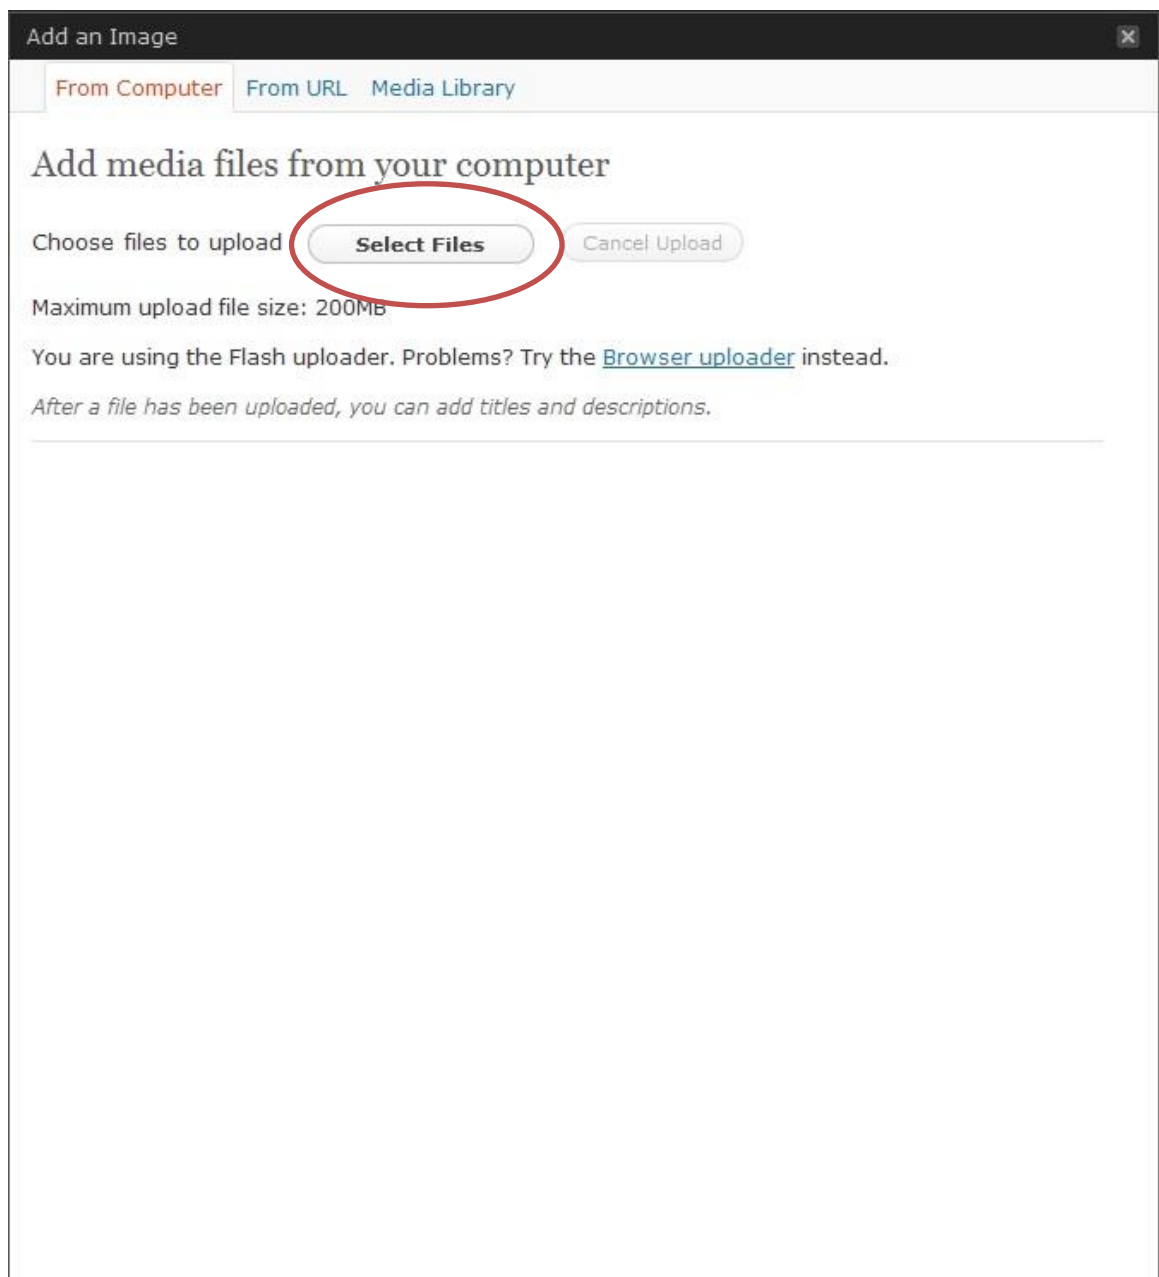 Add an Image
From Computer From URL Media Library
Add media files from your computer
Choose files to upload Select Files Cancel Upload
Maximum upload file size: 200MB
You are using the Flash uploader. Problems? Try the Browser uploader instead.
After a file has been uploaded, you can add titles and descriptions.